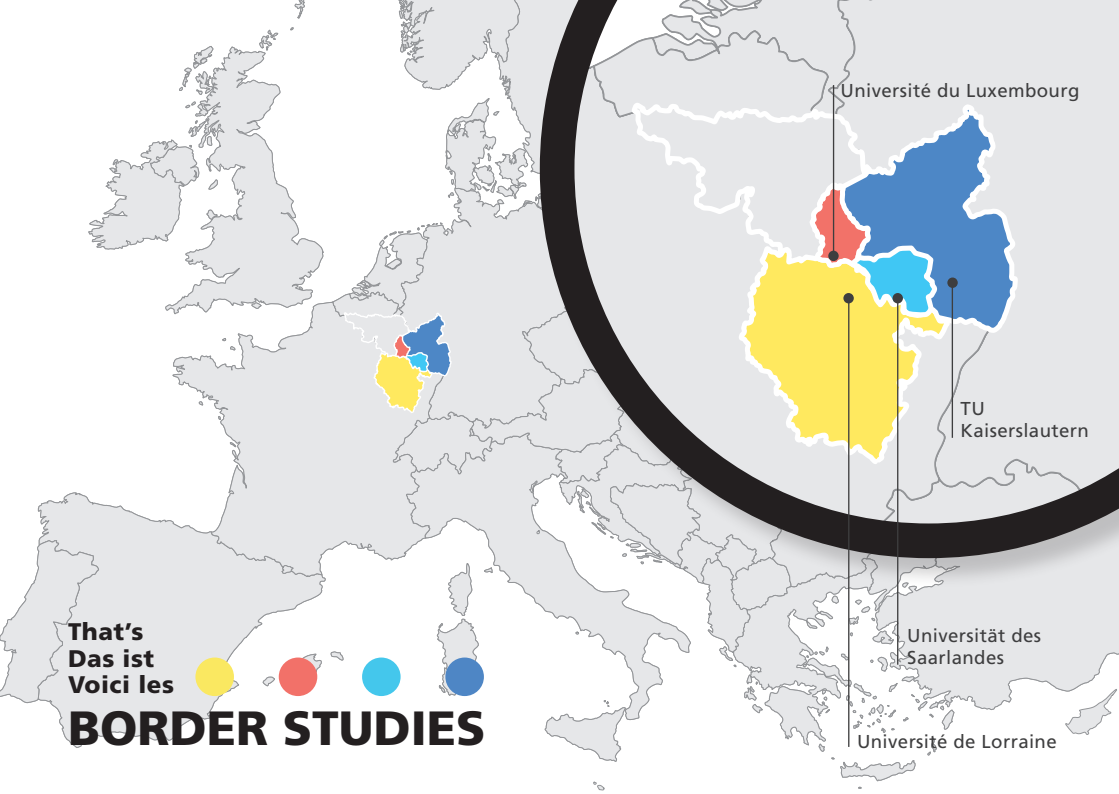 Université du Luxembourg
TU
Kaiserslautern
Universität des
Saarlandes
Université de Lorraine
That's
Das ist
Voici les
BORDER STUDIES